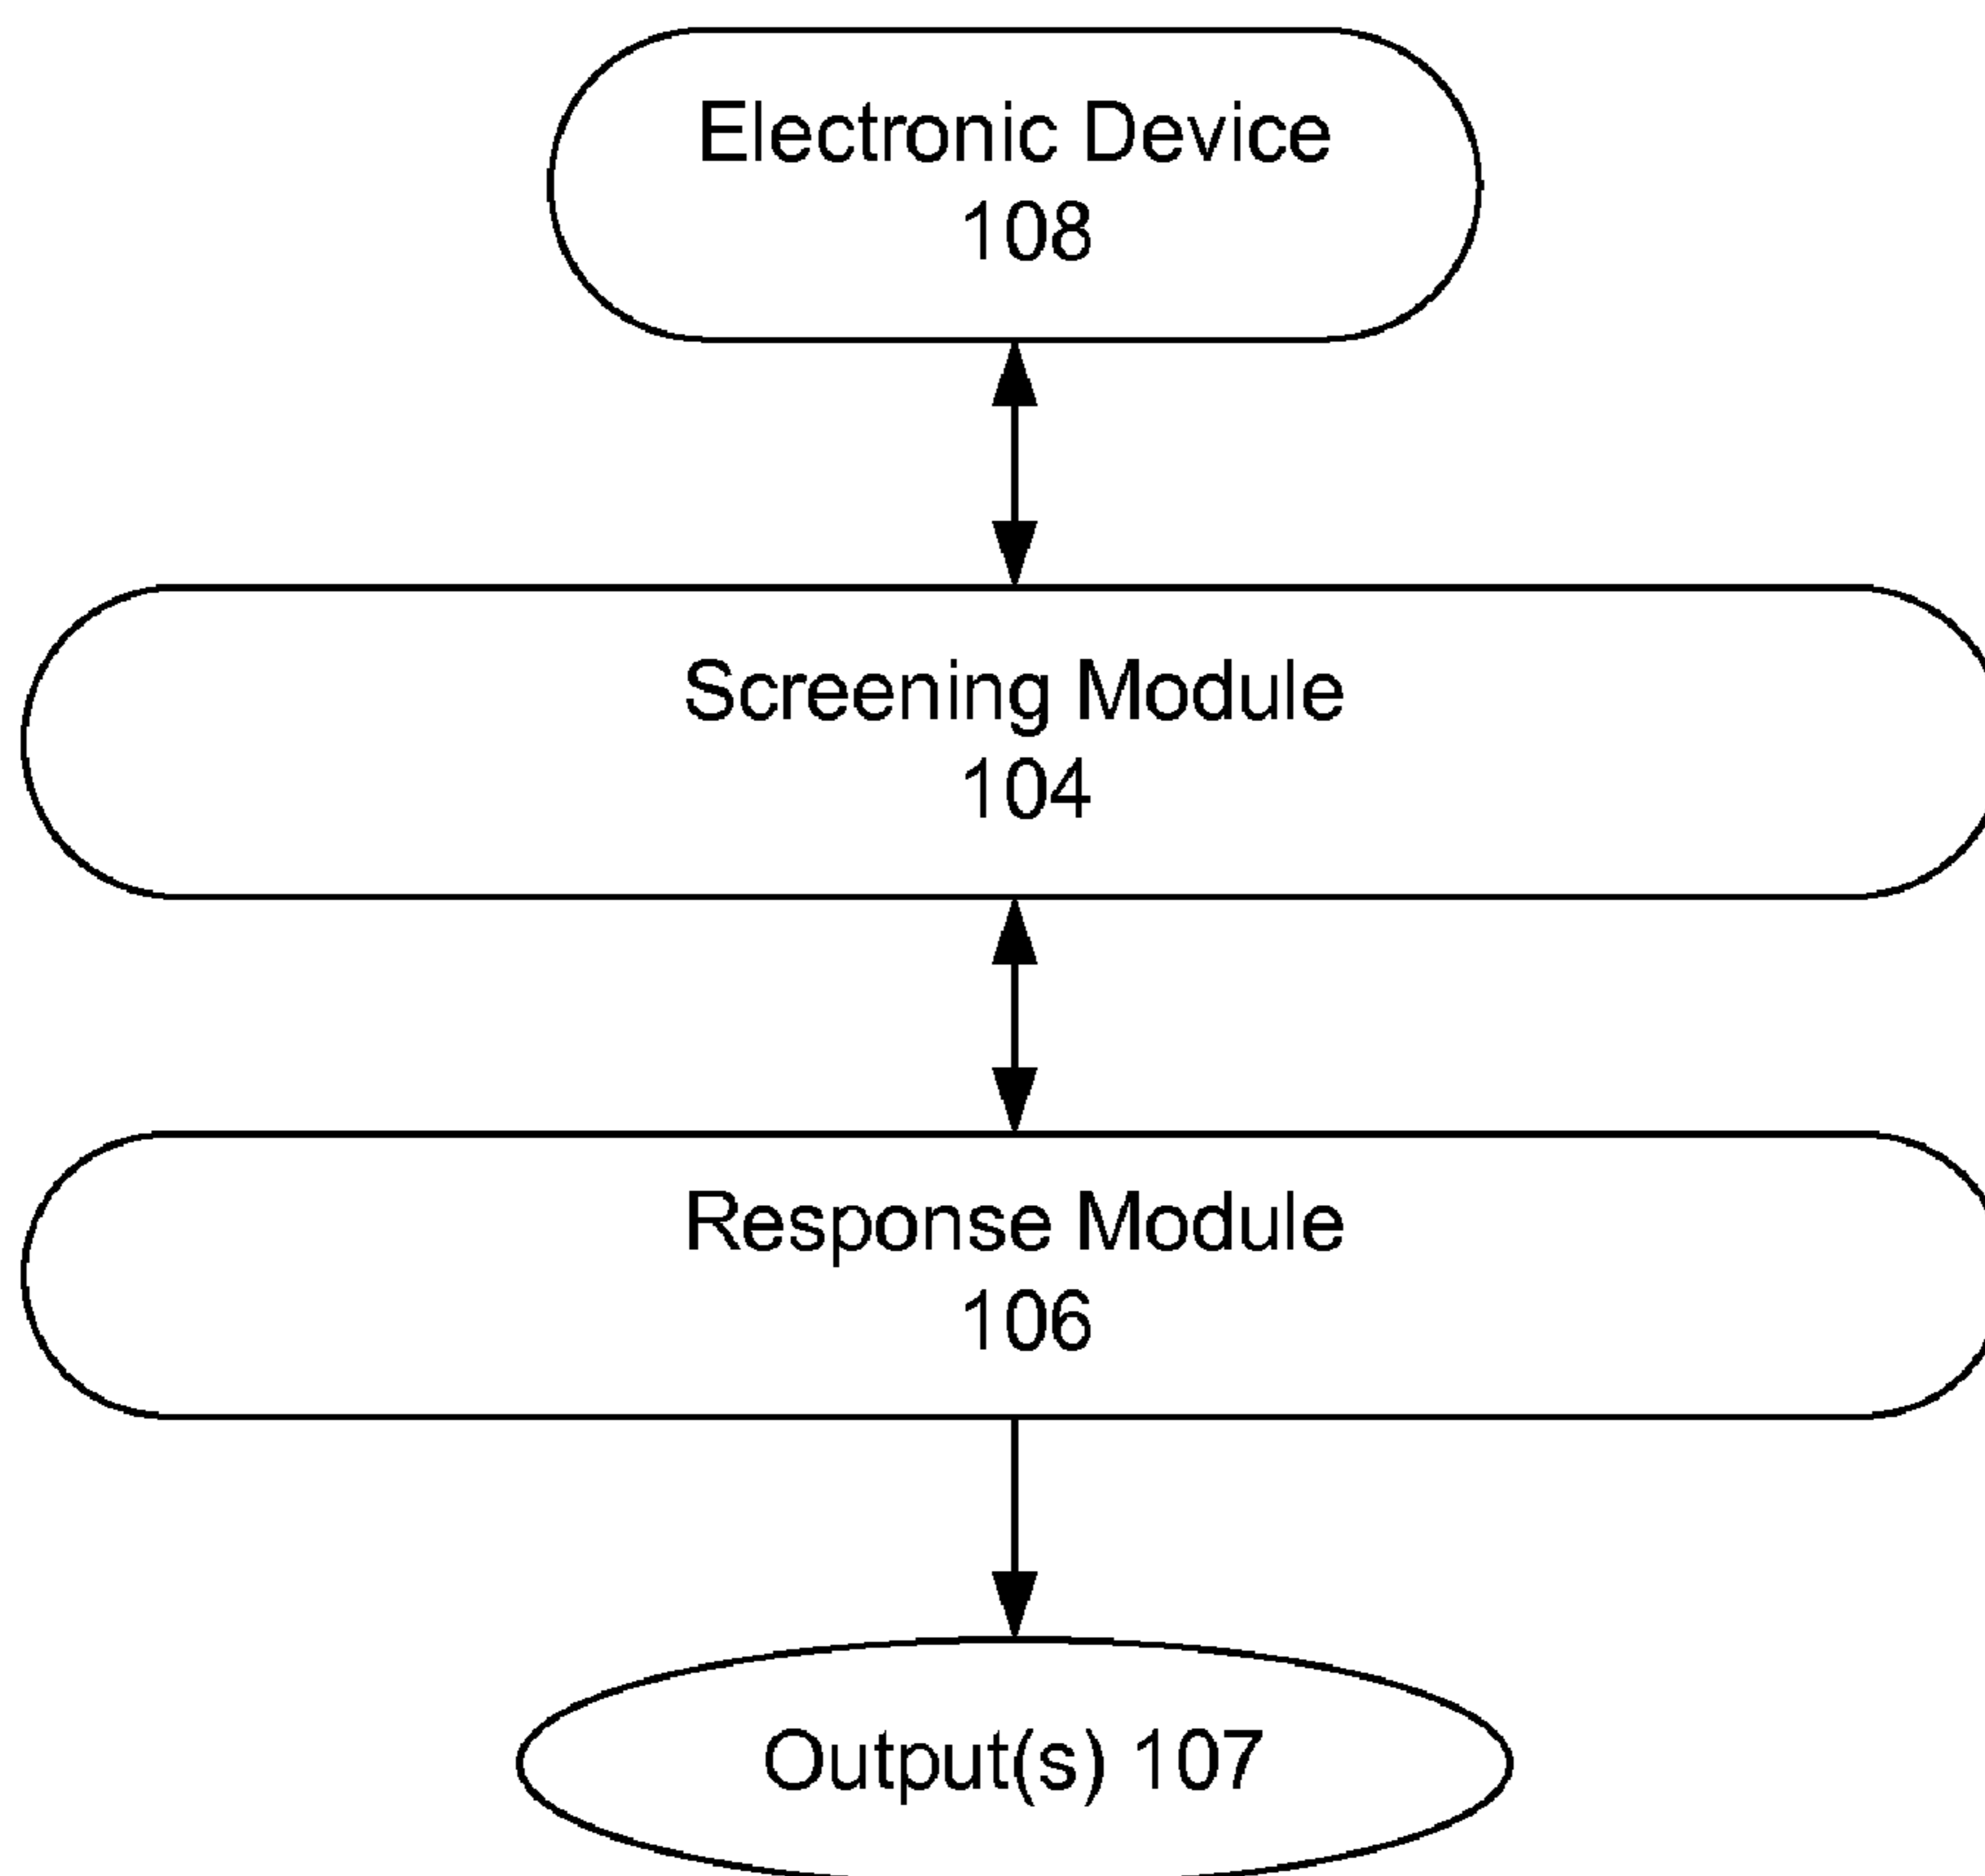 Electronic Device
108
Screening Module
104
Response Module
106
Output(s) 107